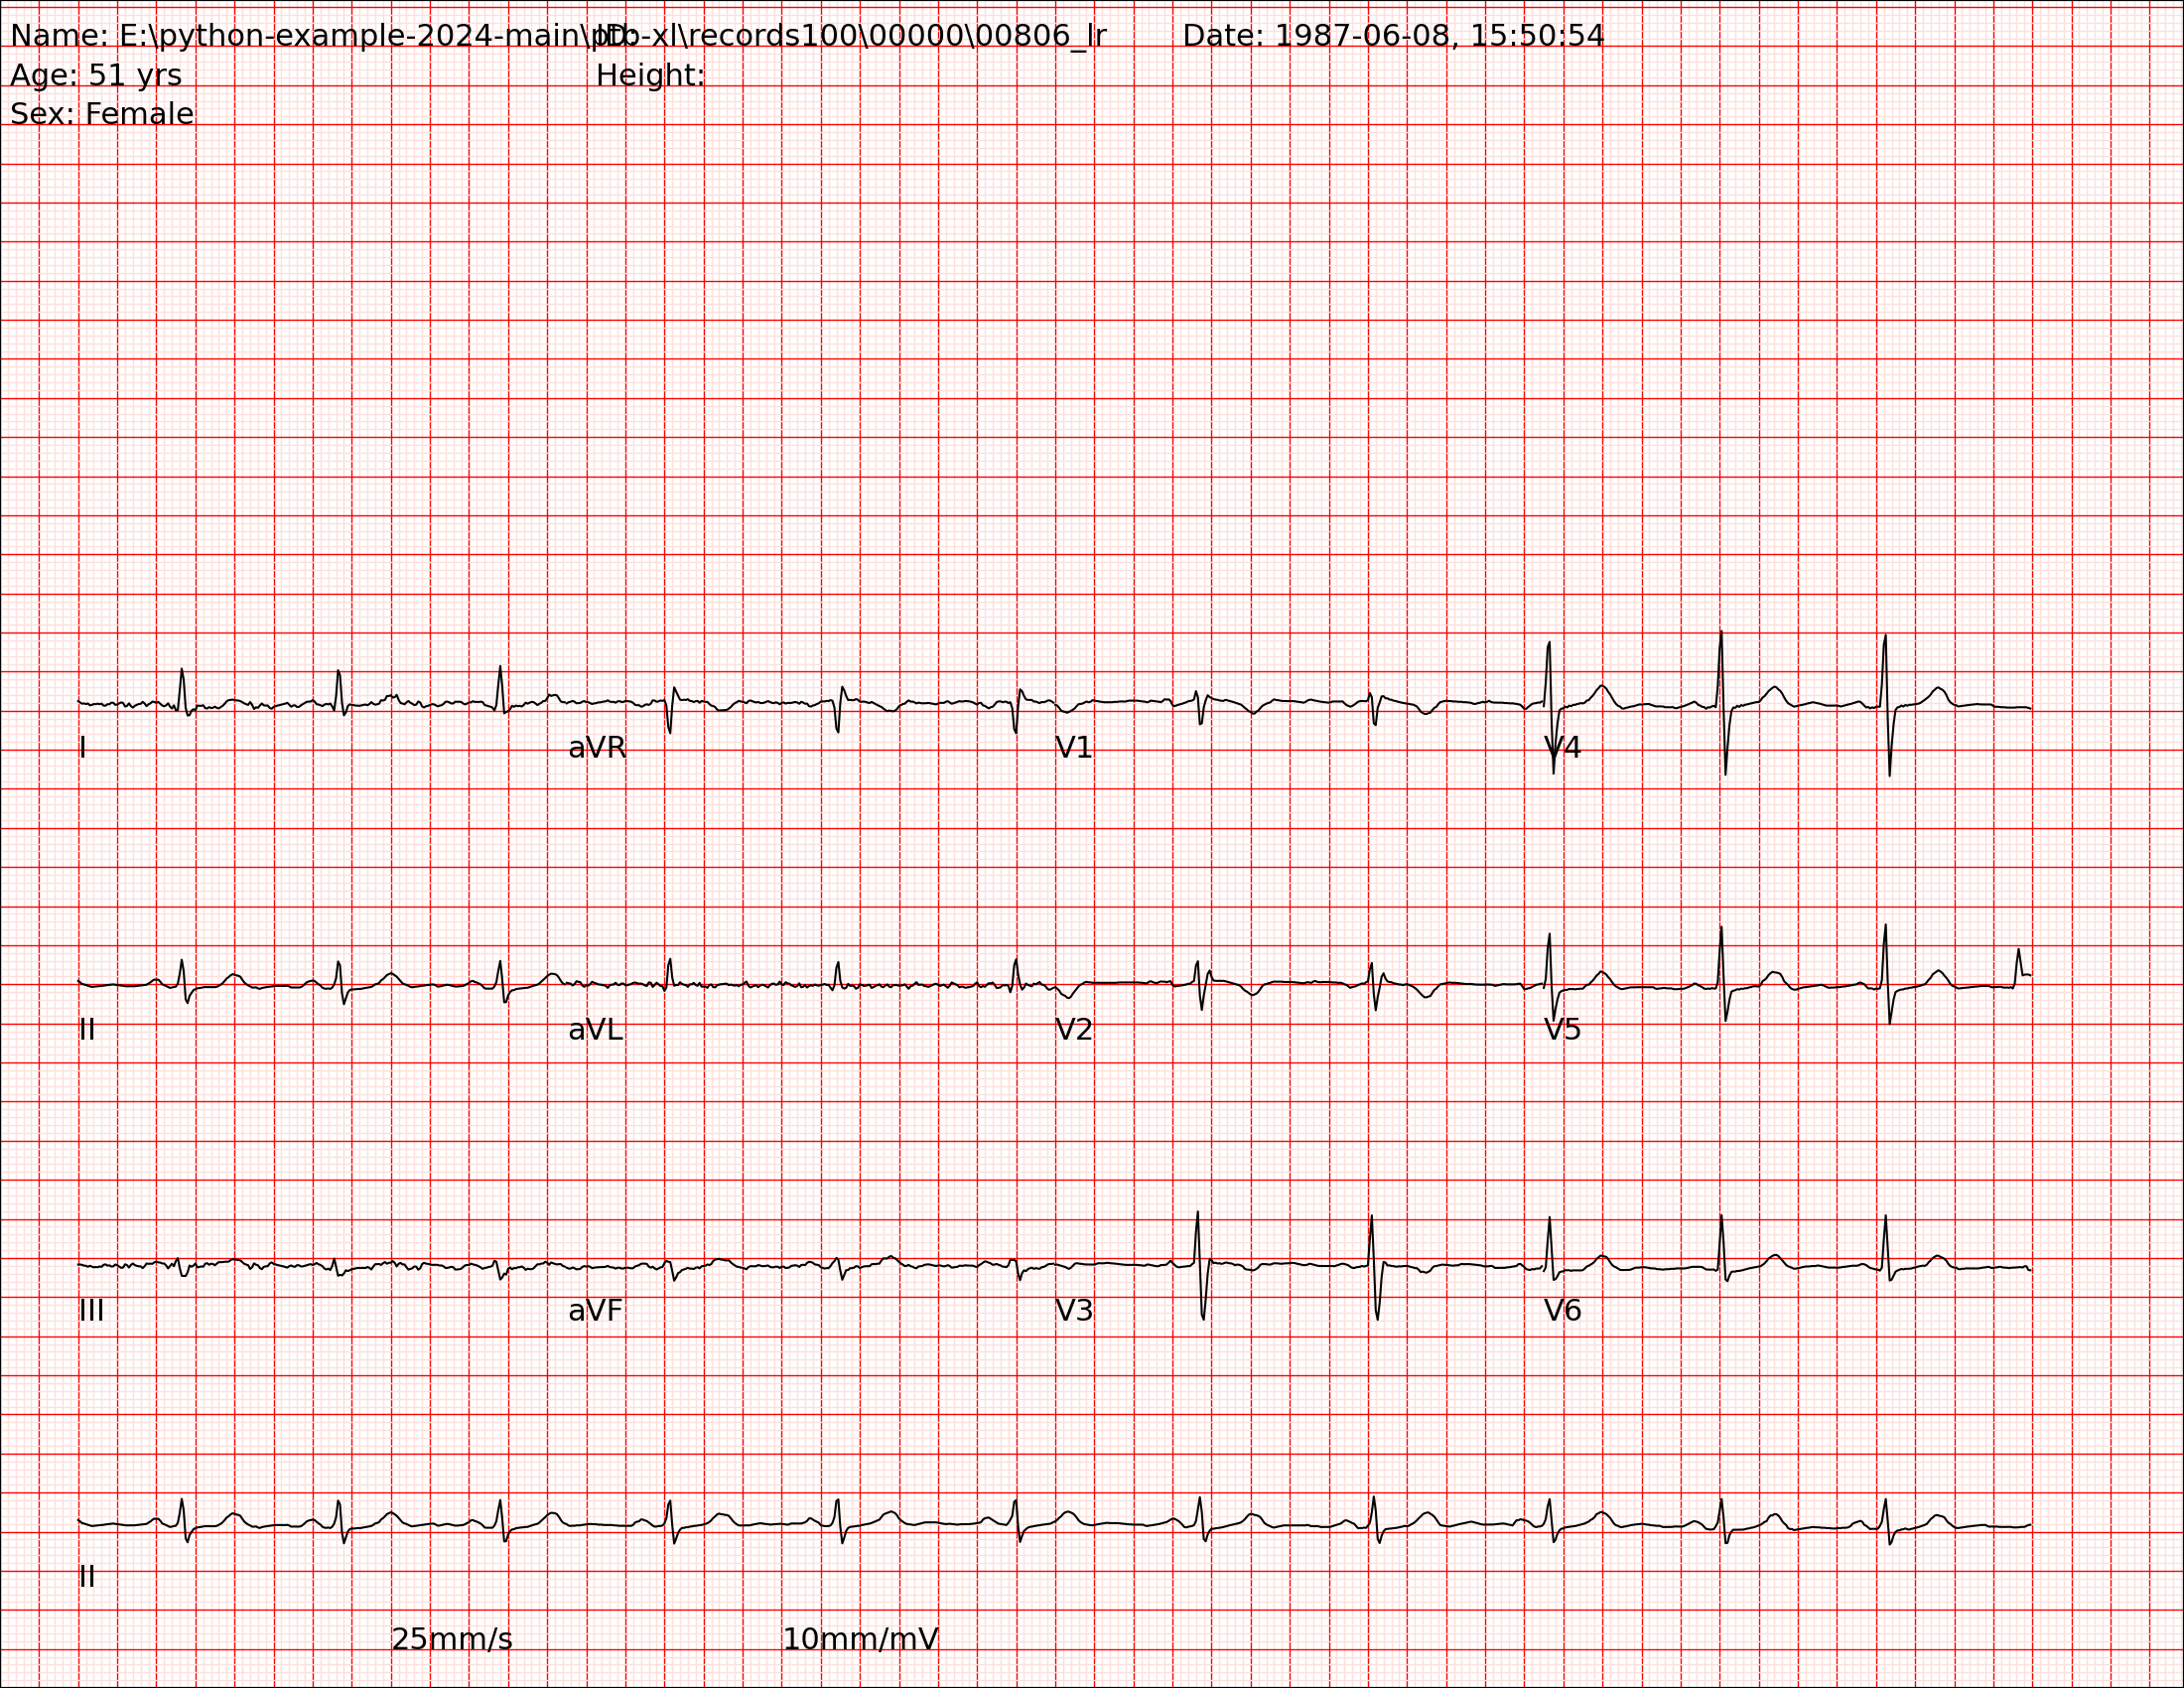 Name: E:\python-example-2024-main\ptb-xl\records100\00000\00806_lr ID: Date: 1987-06-08, 15:50:54
Age: 51 yrs Height:
Sex: Female
I aVR V1 V4
II aVL V2 V5
III aVF V3 V6
II
25mm/s 10mm/mV